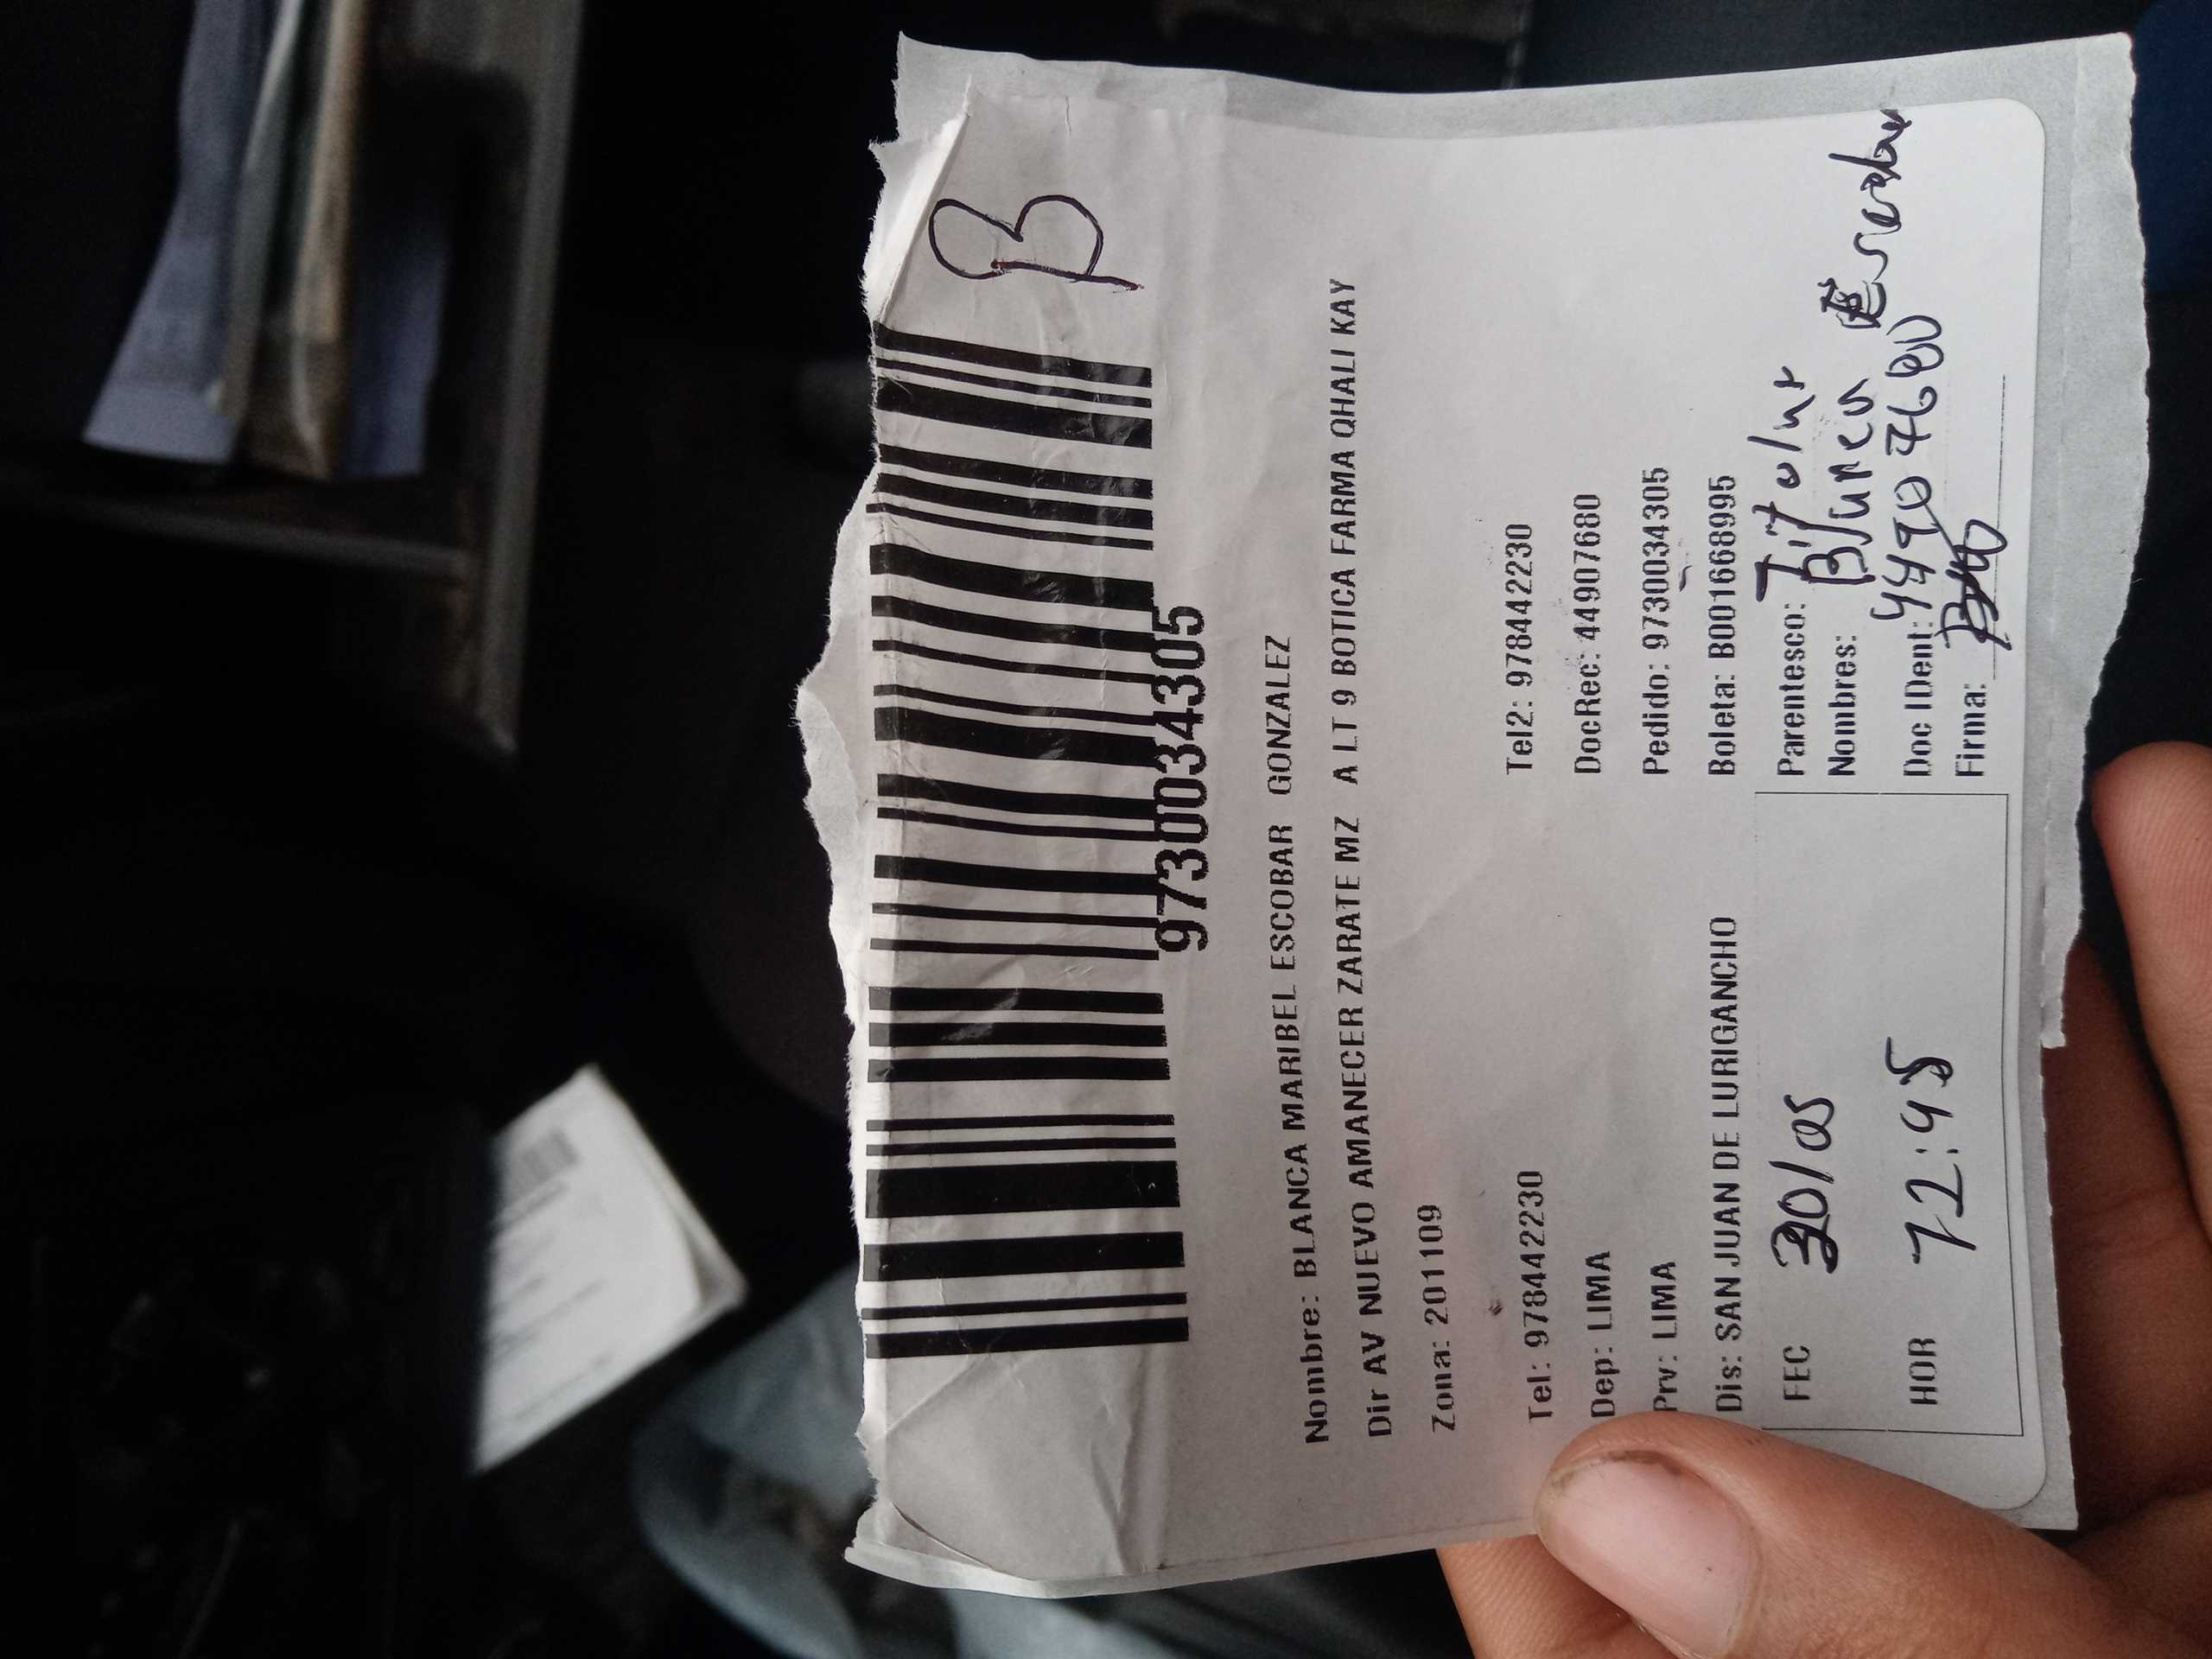 B
9730034305
Nombre: BLANCA MARIBEL ESCOBAR GONZALEZ
Dir AV NUEVO AMANECER ZARATE MZ A LT 9 BOTICA FARMA QHALI KAY
Zona: 201109
Tel: 978442230 Tel2: 978442230
Dep: LIMA DocRec: 44907680
Prv: LIMA Pedido: 9730034305
Dis: SAN JUAN DE LURIGANCHO Boleta: B001668995
FEC 30/05 Parentesco: Titular
Nombres: Blanca Escobar
HOR 12:45 Doc IDent: 44907680
Firma: